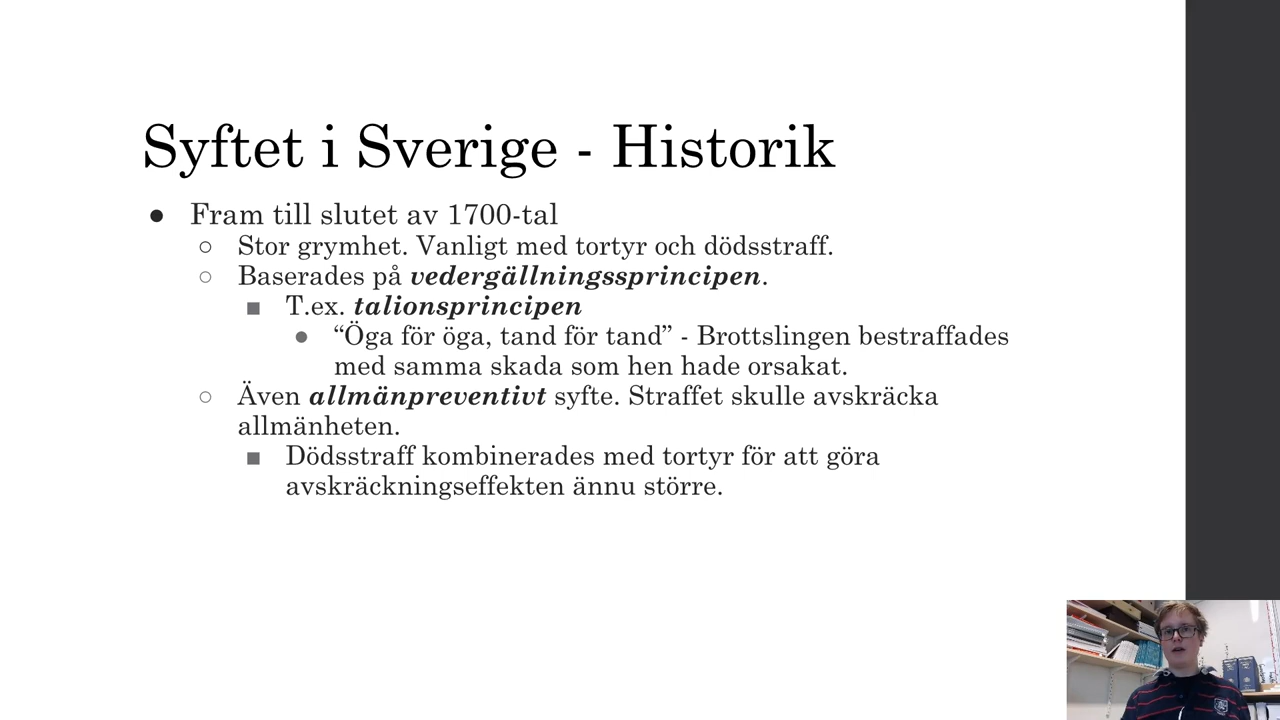 Syftet i Sverige - Historik
● Fram till slutet av 1700-tal
○ Stor grymhet. Vanligt med tortyr och dödsstraff.
○ Baserades på vedergällningssprincipen.
■ T.ex. talionsprincipen
● “Öga för öga, tand för tand” - Brottslingen bestraffades
med samma skada som hen hade orsakat.
○ Även allmänpreventivt syfte. Straffet skulle avskräcka
allmänheten.
■ Dödsstraff kombinerades med tortyr för att göra
avskräckningseffekten ännu större.